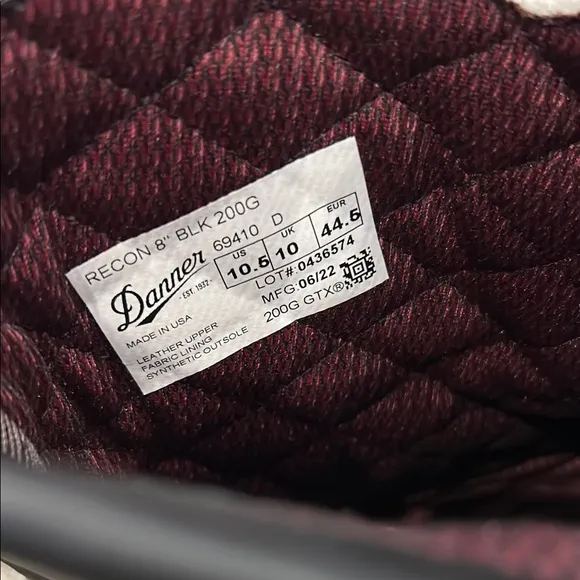 RECON 8" BLK 200G
69410 D
Danner
EST. 1932
MADE IN USA
US UK EUR
10.5 10 44.5
LOT#:0436574
MFG:06/22
200G GTX®
LEATHER UPPER
FABRIC LINING
SYNTHETIC OUTSOLE